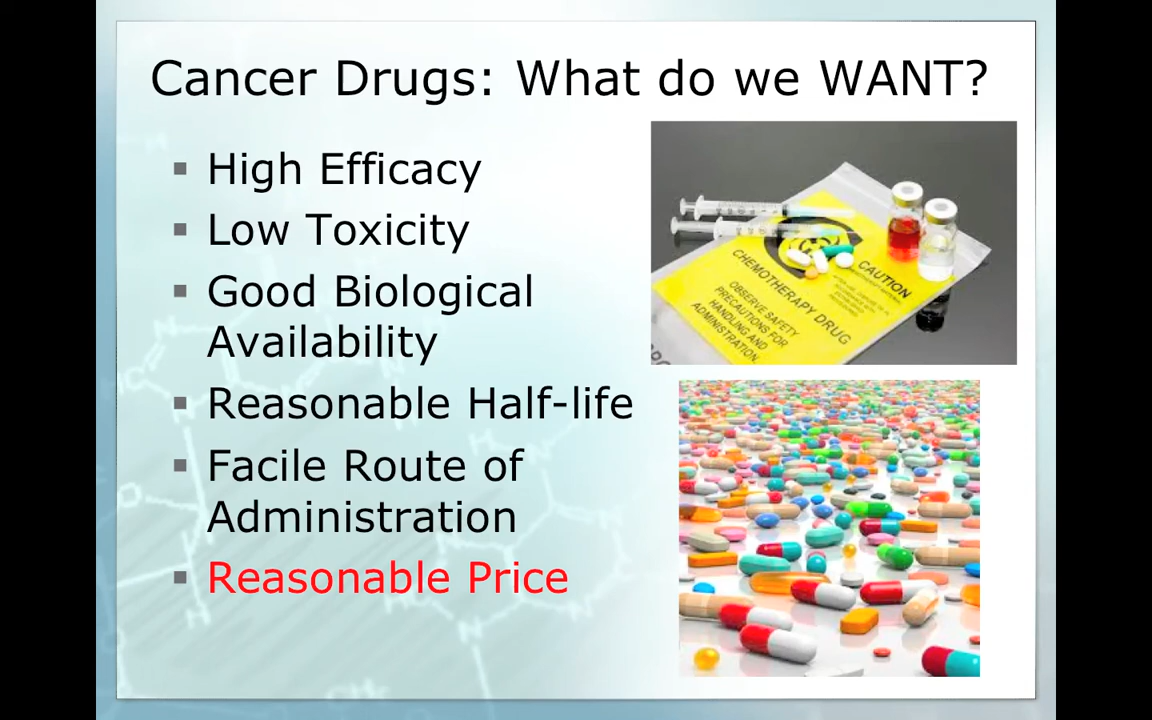 Cancer Drugs: What do we WANT?
High Efficacy
Low Toxicity
Good Biological
Availability
Reasonable Half-life
Facile Route of
Administration
Reasonable Price
CHEMOTHERAPY DRUG
OBSERVE SAFETY
PRECAUTIONS FOR
HANDLING AND
ADMINISTRATION
CAUTION